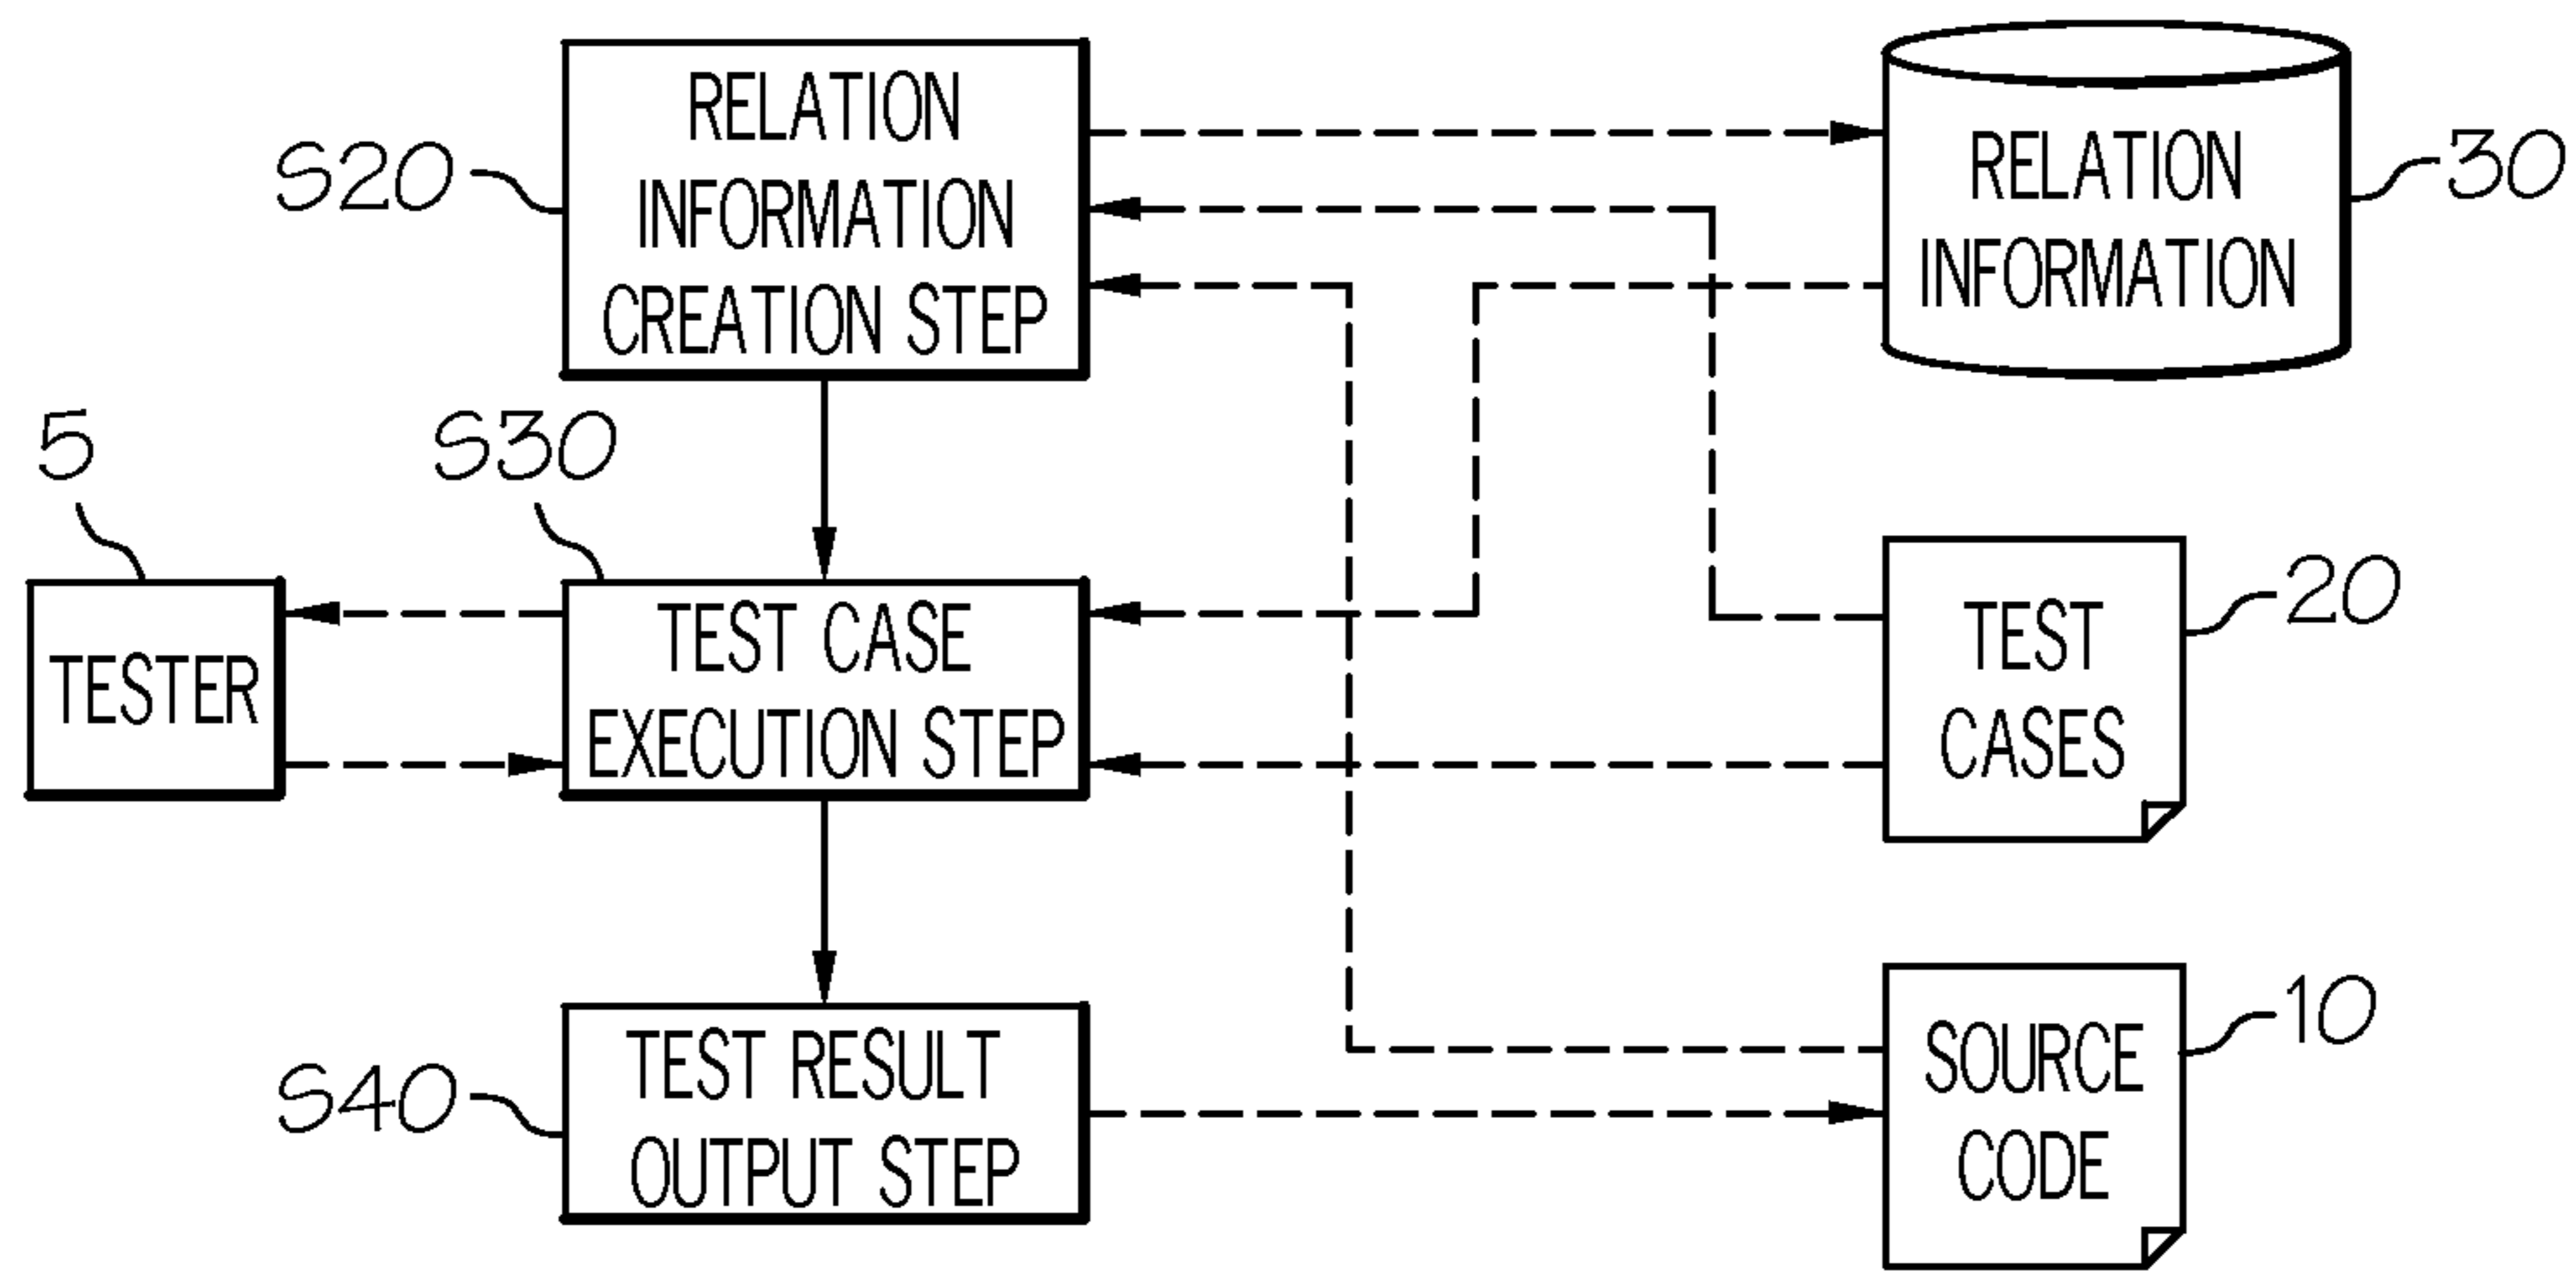 RELATION
INFORMATION
CREATION STEP
S20
RELATION
INFORMATION
30
5
TESTER
S30
TEST CASE
EXECUTION STEP
TEST
CASES
20
S40
TEST RESULT
OUTPUT STEP
SOURCE
CODE
10